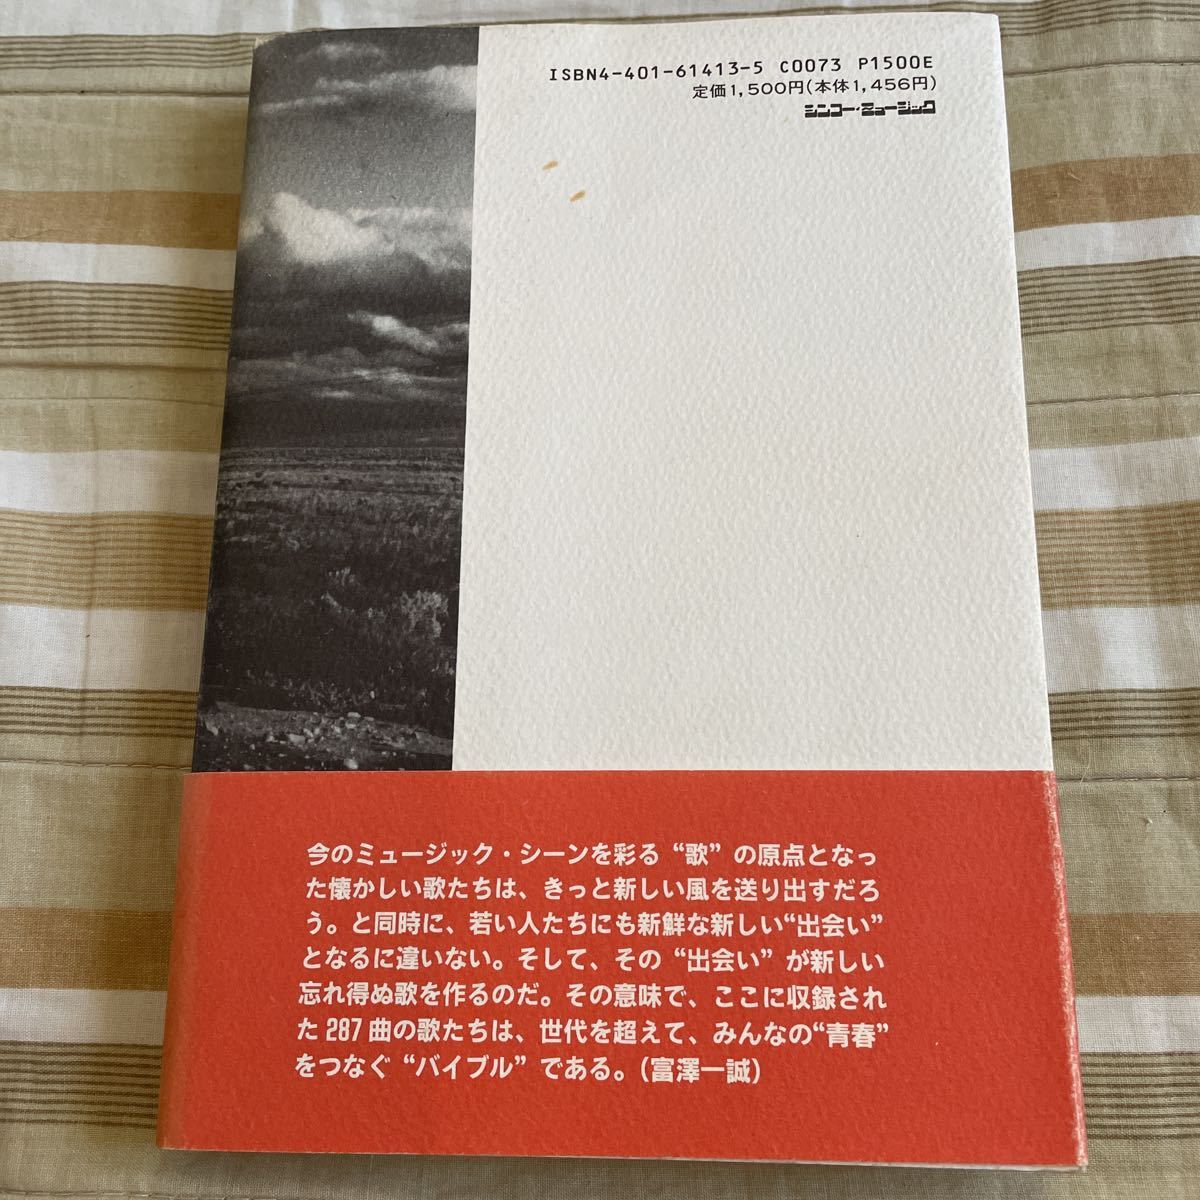 ISBN4-401-61413-5 C0073 P1500E
定価1,500円(本体1,456円)
シンコー・ミュージック
今のミュージック・シーンを彩る“歌”の原点となっ
た懐かしい歌たちは、きっと新しい風を送り出すだろ
う。と同時に、若い人たちにも新鮮な新しい“出会い”
となるに違いない。そして、その“出会い”が新しい
忘れ得ぬ歌を作るのだ。その意味で、ここに収録され
た287曲の歌たちは、世代を超えて、みんなの“青春”
をつなぐ“バイブル”である。(富澤一誠)